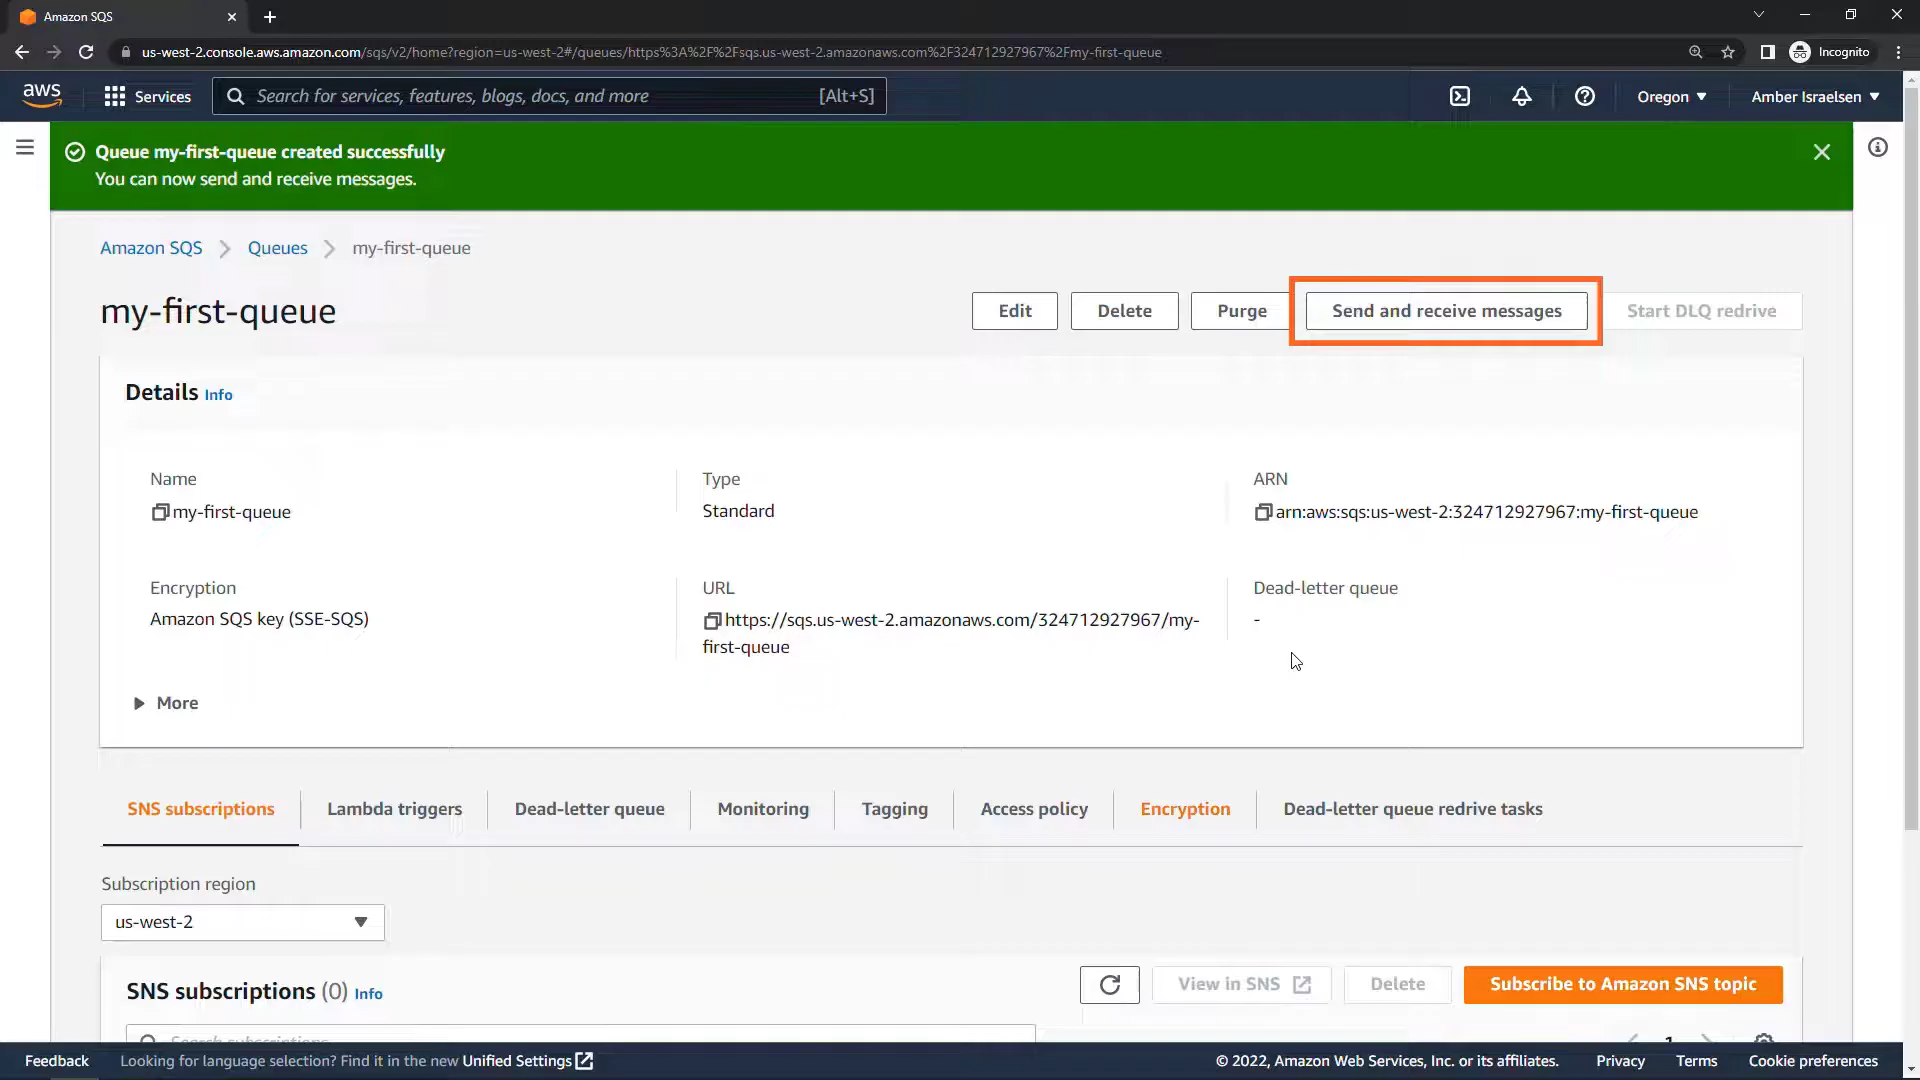 Amazon SQS
us-west-2.console.aws.amazon.com/sqs/v2/home?region=us-west-2#/queues/https%3A%2F%2Fsqs.us-west-2.amazonaws.com%2F324712927967%2Fmy-first-queue
Incognito
aws
Services
Search for services, features, blogs, docs, and more
[Alt+S]
Oregon
Amber Israelsen
Queue my-first-queue created successfully
You can now send and receive messages.
Amazon SQS
Queues
my-first-queue
my-first-queue
Edit
Delete
Purge
Send and receive messages
Start DLQ redrive
Details Info
Name
my-first-queue
Type
Standard
ARN
arn:aws:sqs:us-west-2:324712927967:my-first-queue
Encryption
Amazon SQS key (SSE-SQS)
URL
https://sqs.us-west-2.amazonaws.com/324712927967/my-
first-queue
Dead-letter queue
-
More
SNS subscriptions
Lambda triggers
Dead-letter queue
Monitoring
Tagging
Access policy
Encryption
Dead-letter queue redrive tasks
Subscription region
us-west-2
SNS subscriptions (0) Info
View in SNS
Delete
Subscribe to Amazon SNS topic
Search subscriptions
1
Feedback
Looking for language selection? Find it in the new Unified Settings
© 2022, Amazon Web Services, Inc. or its affiliates.
Privacy
Terms
Cookie preferences